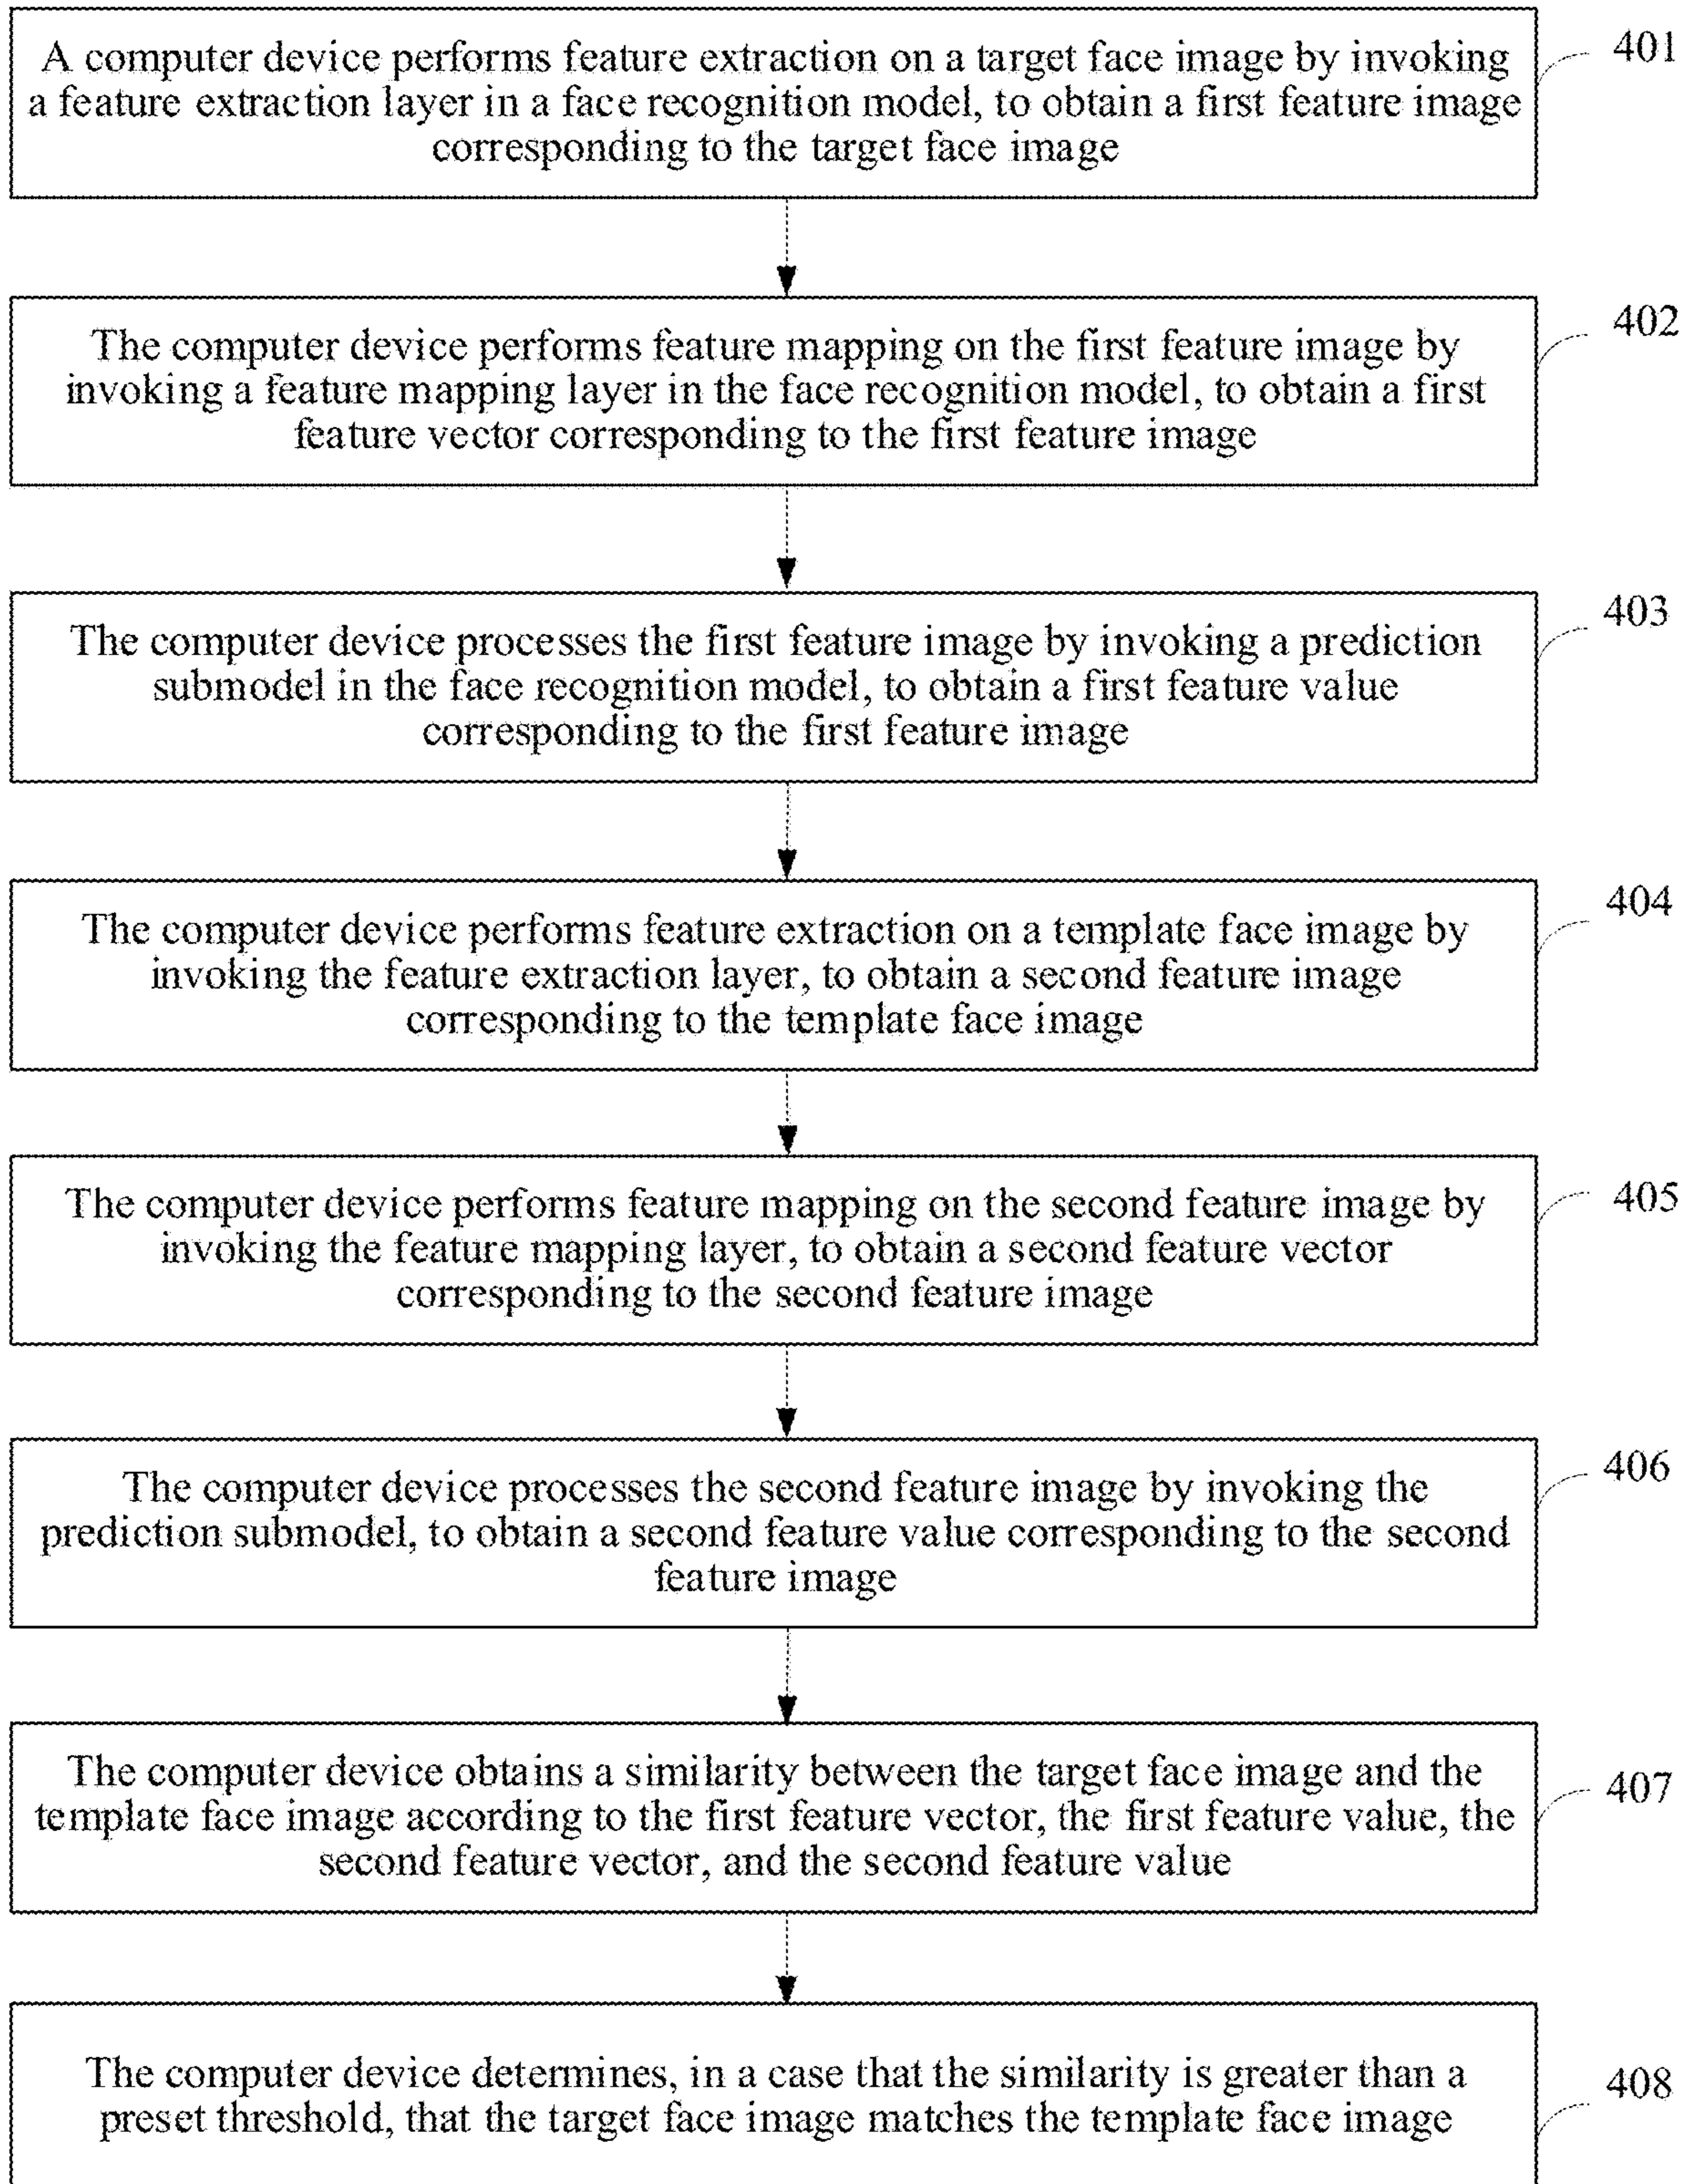 A computer device performs feature extraction on a target face image by invoking
a feature extraction layer in a face recognition model, to obtain a first feature image
corresponding to the target face image
401
The computer device performs feature mapping on the first feature image by
invoking a feature mapping layer in the face recognition model, to obtain a first
feature vector corresponding to the first feature image
402
The computer device processes the first feature image by invoking a prediction
submodel in the face recognition model, to obtain a first feature value
corresponding to the first feature image
403
The computer device performs feature extraction on a template face image by
invoking the feature extraction layer, to obtain a second feature image
corresponding to the template face image
404
The computer device performs feature mapping on the second feature image by
invoking the feature mapping layer, to obtain a second feature vector
corresponding to the second feature image
405
The computer device processes the second feature image by invoking the
prediction submodel, to obtain a second feature value corresponding to the second
feature image
406
The computer device obtains a similarity between the target face image and the
template face image according to the first feature vector, the first feature value, the
second feature vector, and the second feature value
407
The computer device determines, in a case that the similarity is greater than a
preset threshold, that the target face image matches the template face image
408